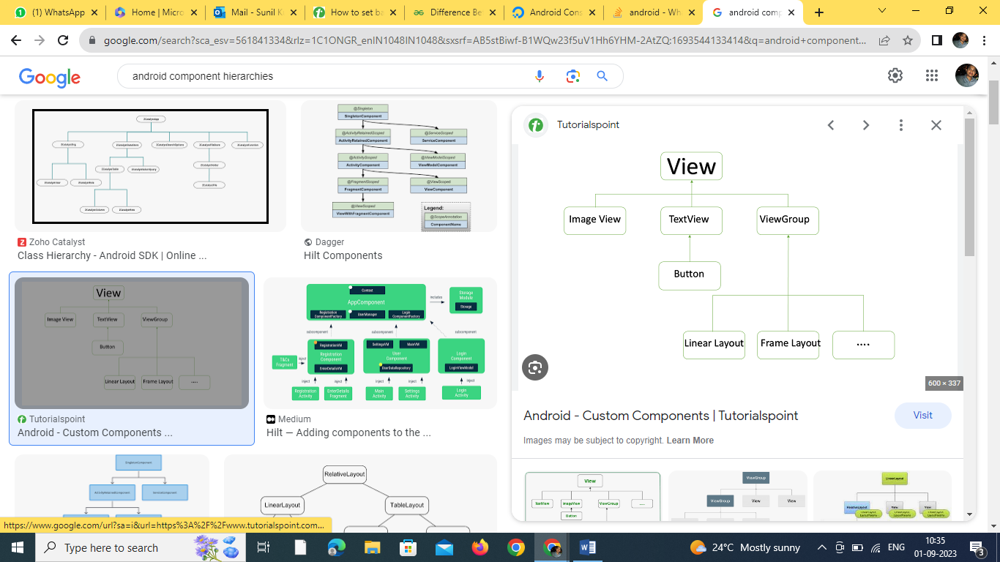 (1) WhatsApp
Home | Micro
Mail - Sunil K
How to set ba
Difference Be
Android Cons
android - Wh
android comp
google.com/search?sca_esv=561841334&rlz=1C1ONGR_enIN1048IN1048&sxsrf=AB5stBiwf-B1WQw23f5uV1Hh6YHM-2AtZQ:1693544133414&q=android+component...
Google
android component hierarchies
Zoho Catalyst
Class Hierarchy - Android SDK | Online ...
@Singleton
SingletonComponent
@ActivityRetainedScoped
ActivityRetainedComponent
@ServiceScoped
ServiceComponent
@ActivityScoped
ActivityComponent
@ViewModelScoped
ViewModelComponent
@FragmentScoped
FragmentComponent
@ViewScoped
ViewComponent
@ViewScoped
ViewWithFragmentComponent
Legend:
@ScopeAnnotation
ComponentName
Dagger
Hilt Components
View
Image View
TextView
ViewGroup
Button
Linear Layout
Frame Layout
....
Tutorialspoint
Android - Custom Components ...
Context
AppComponent
Registration
ComponentFactory
UserManager
Login
ComponentFactory
includes
Storage
Module
Storage
subcomponent
subcomponent
subcomponent
RegistrationVM
Registration
Component
EnterDetailsVM
T&Cs
Fragment
inject
SettingsVM
MainVM
User
Component
UserDataRepository
Login
Component
LoginViewModel
inject
inject
inject
inject
inject
Registration
Activity
EnterDetails
Fragment
Main
Activity
Settings
Activity
Login
Activity
Medium
Hilt — Adding components to the ...
SingletonComponent
ActivityRetainedComponent
ServiceComponent
RelativeLayout
LinearLayout
TableLayout
Tutorialspoint
View
Image View
TextView
ViewGroup
Button
Linear Layout
Frame Layout
....
600 × 337
Android - Custom Components | Tutorialspoint
Visit
Images may be subject to copyright. Learn More
View
TextView
ImageView
ViewGroup
.....
Button
ViewGroup
ViewGroup
View
View
LinearLayout
RelativeLayout
View
View
https://www.google.com/url?sa=i&url=https%3A%2F%2Fwww.tutorialspoint.com...
Type here to search
24°C Mostly sunny
ENG
10:35
01-09-2023
3